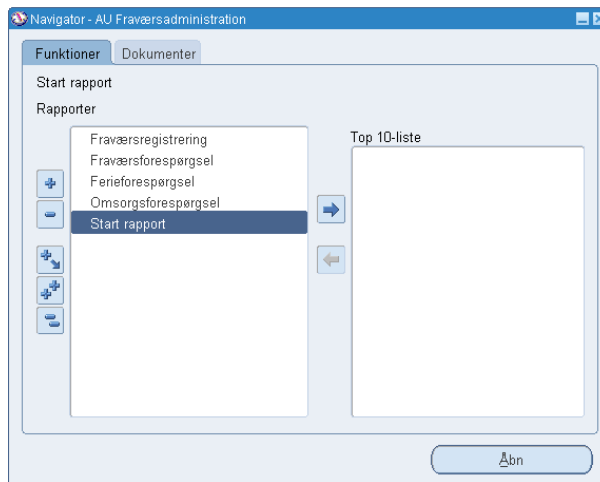 Navigator - AU Fraværsadministration
Funktioner
Dokumenter
Start rapport
Rapporter
Fraværsregistrering
Fraværsforespørgsel
Ferieforespørgsel
Omsorgsforespørgsel
Start rapport
Top 10-liste
Åbn